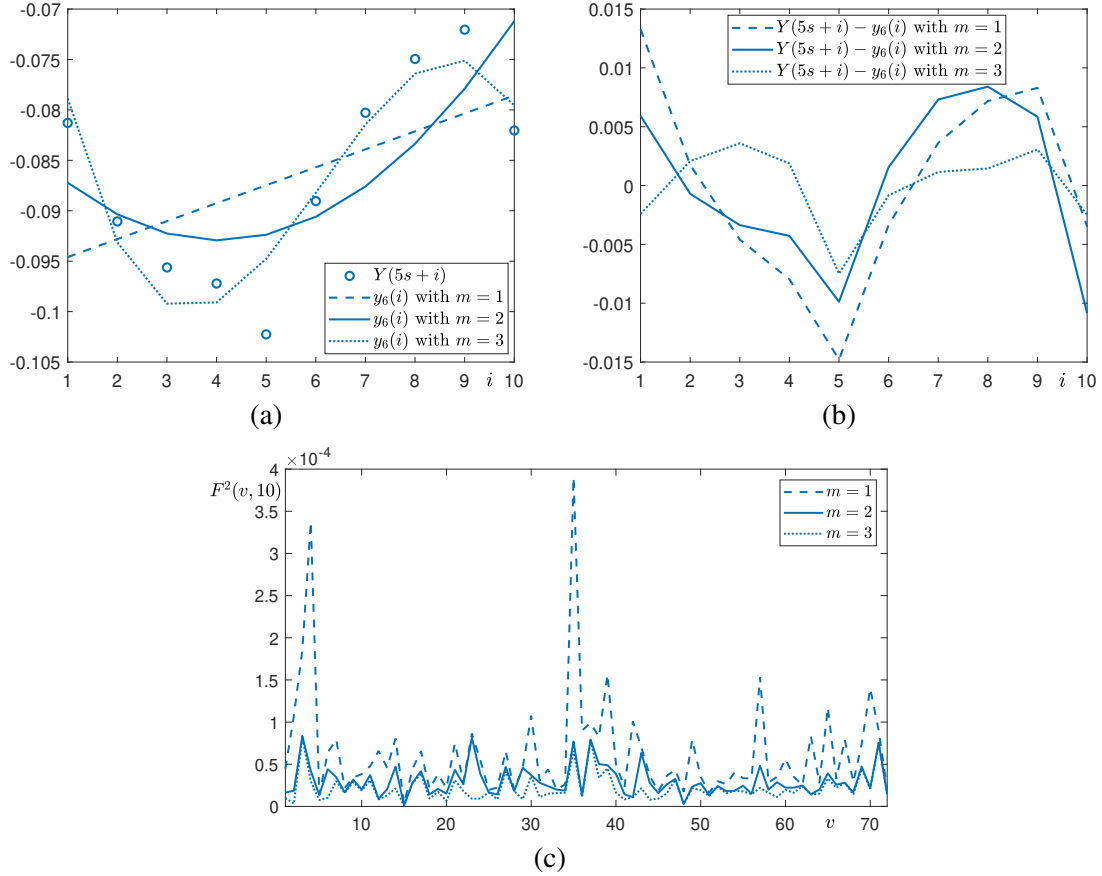 -0.07
-0.075
-0.08
-0.085
-0.09
-0.095
-0.1
-0.105
1 2 3 4 5 6 7 8 9 i 10
Y(5s + i)
y₆(i) with m = 1
y₆(i) with m = 2
y₆(i) with m = 3
(a)
0.015
0.01
0.005
0
-0.005
-0.01
-0.015
1 2 3 4 5 6 7 8 9 i 10
Y(5s + i) − y₆(i) with m = 1
Y(5s + i) − y₆(i) with m = 2
Y(5s + i) − y₆(i) with m = 3
(b)
×10⁻⁴
4
F²(v, 10)
3.5
3
2.5
2
1.5
1
0.5
0
10 20 30 40 50 60 v 70
m = 1
m = 2
m = 3
(c)